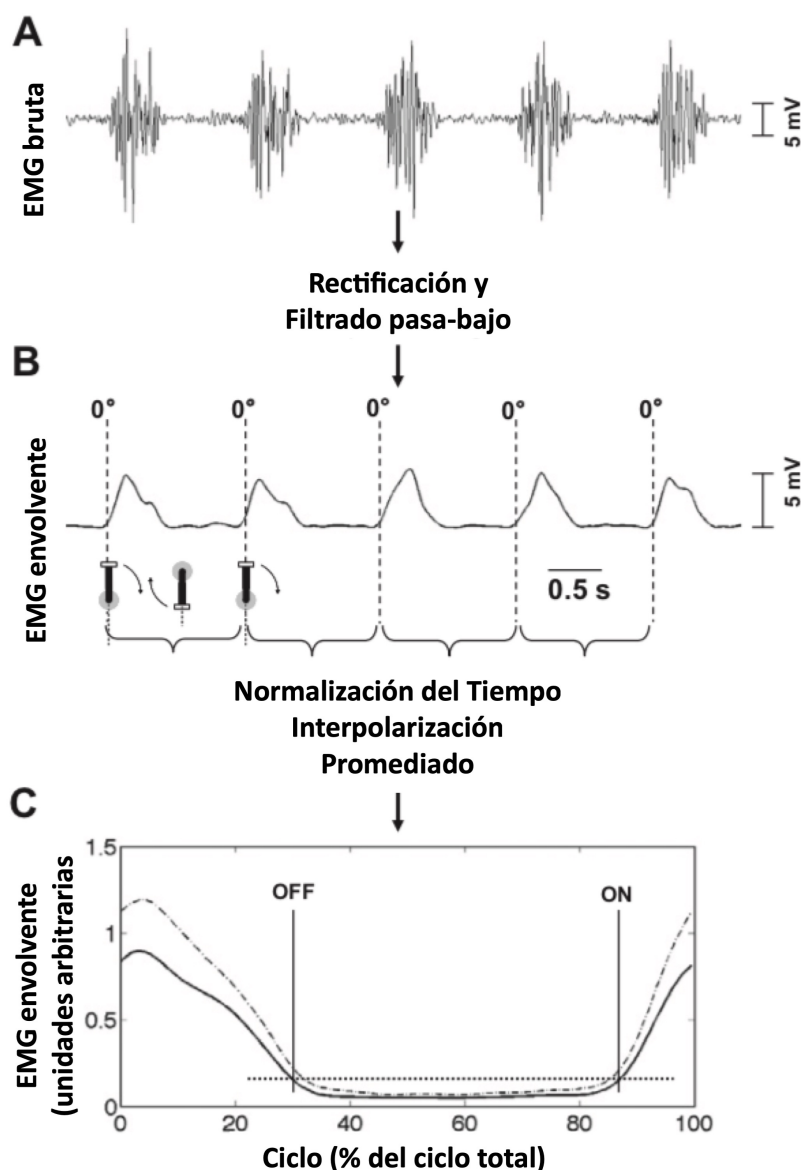 A
EMG bruta
5 mV
Rectificación y
Filtrado pasa-bajo
B
0° 0° 0° 0° 0°
EMG envolvente
5 mV
0.5 s
Normalización del Tiempo
Interpolarización
Promediado
C
EMG envolvente
(unidades arbitrarias
1.5
1
0.5
0
OFF
ON
0 20 40 60 80 100
Ciclo (% del ciclo total)